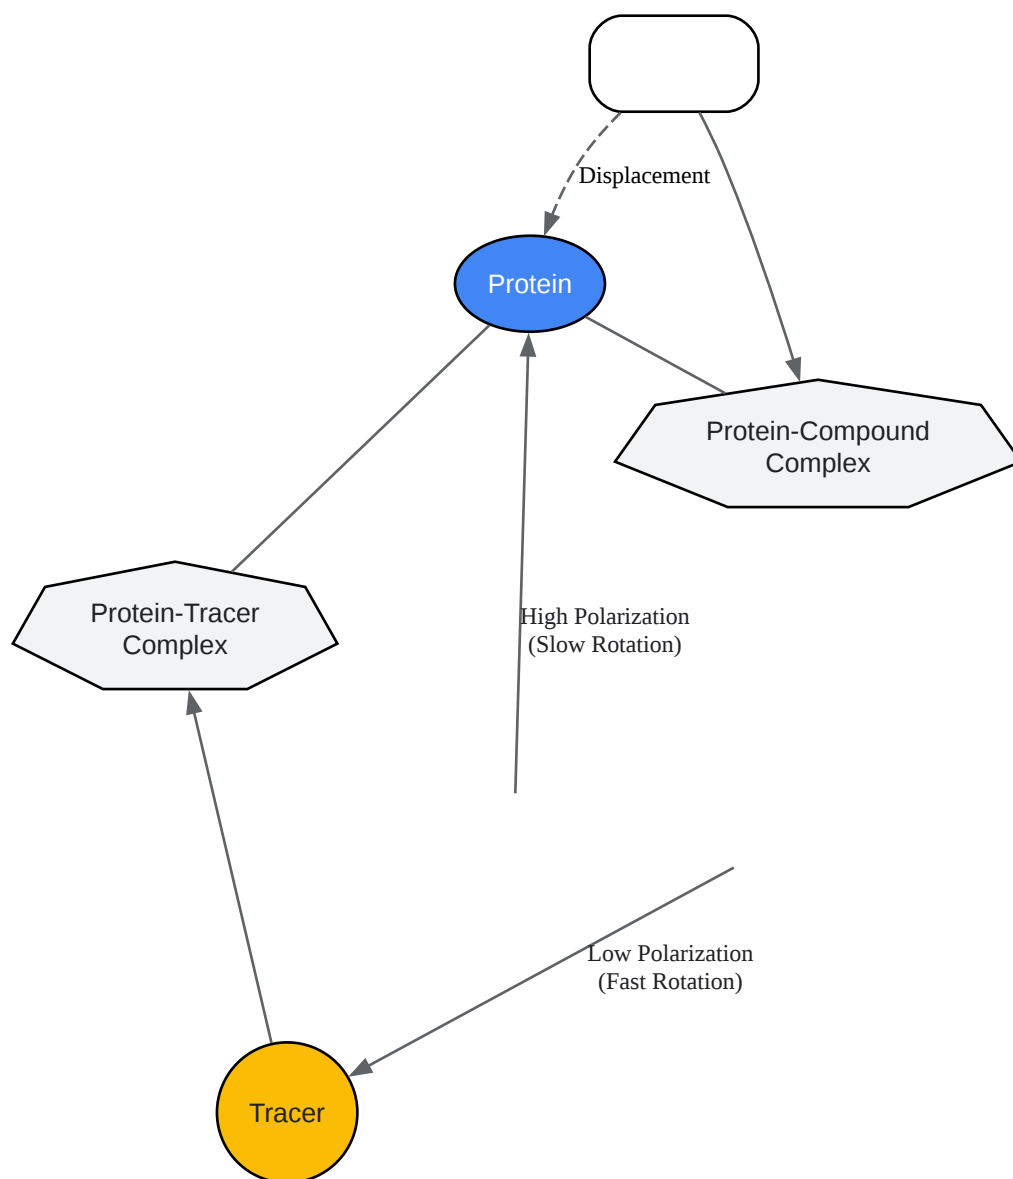 Displacement
Protein
Protein-Compound
Complex
Protein-Tracer
Complex
High Polarization
(Slow Rotation)
Low Polarization
(Fast Rotation)
Tracer